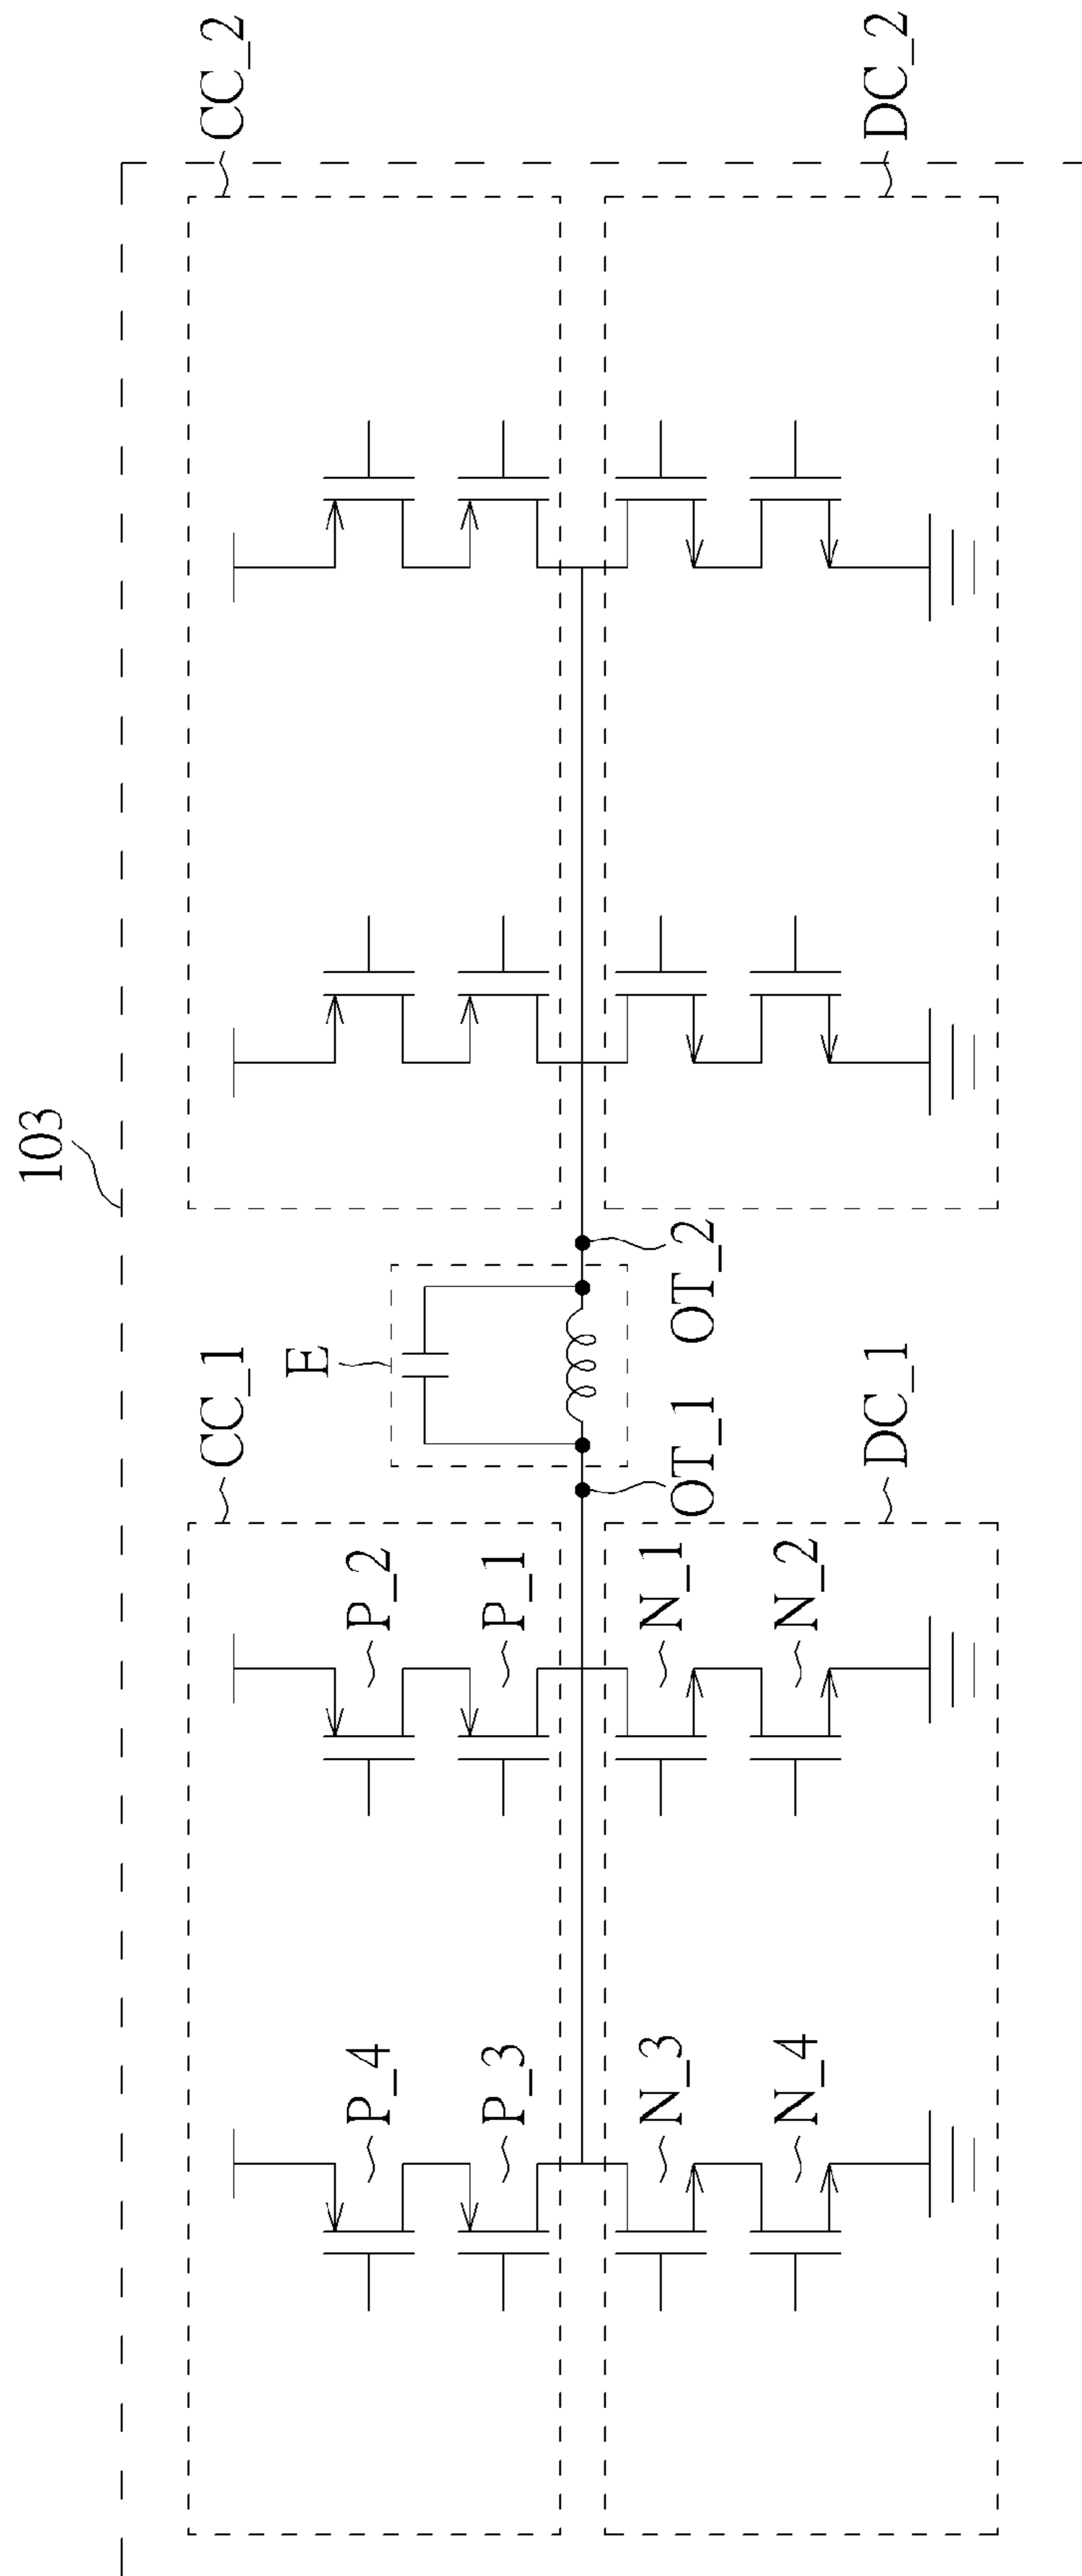 103
CC_1
CC_2
E
P_4
P_2
P_3
P_1
OT_1
OT_2
N_3
N_1
N_4
N_2
DC_1
DC_2